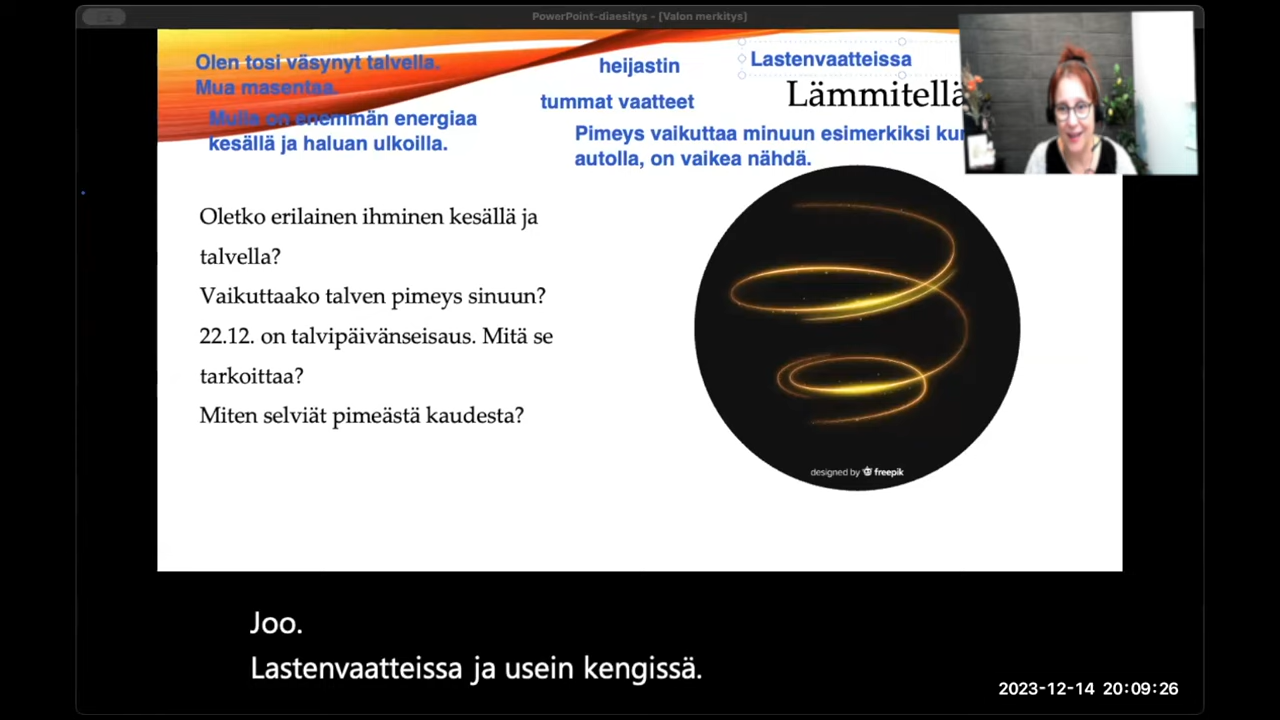 PowerPoint-diaesitys - [Valon merkitys]
Olen tosi väsynyt talvella.
Mua masentaa.
Mulla on enemmän energiaa
kesällä ja haluan ulkoilla.
heijastin
tummat vaatteet
Lastenvaatteissa
Lämmitellä
Pimeys vaikuttaa minuun esimerkiksi
autolla, on vaikea nähdä.
Oletko erilainen ihminen kesällä ja
talvella?
Vaikuttaako talven pimeys sinuun?
22.12. on talvipäivänseisaus. Mitä se
tarkoittaa?
Miten selviät pimeästä kaudesta?
designed by freepik
Joo.
Lastenvaatteissa ja usein kengissä.
2023-12-14 20:09:26